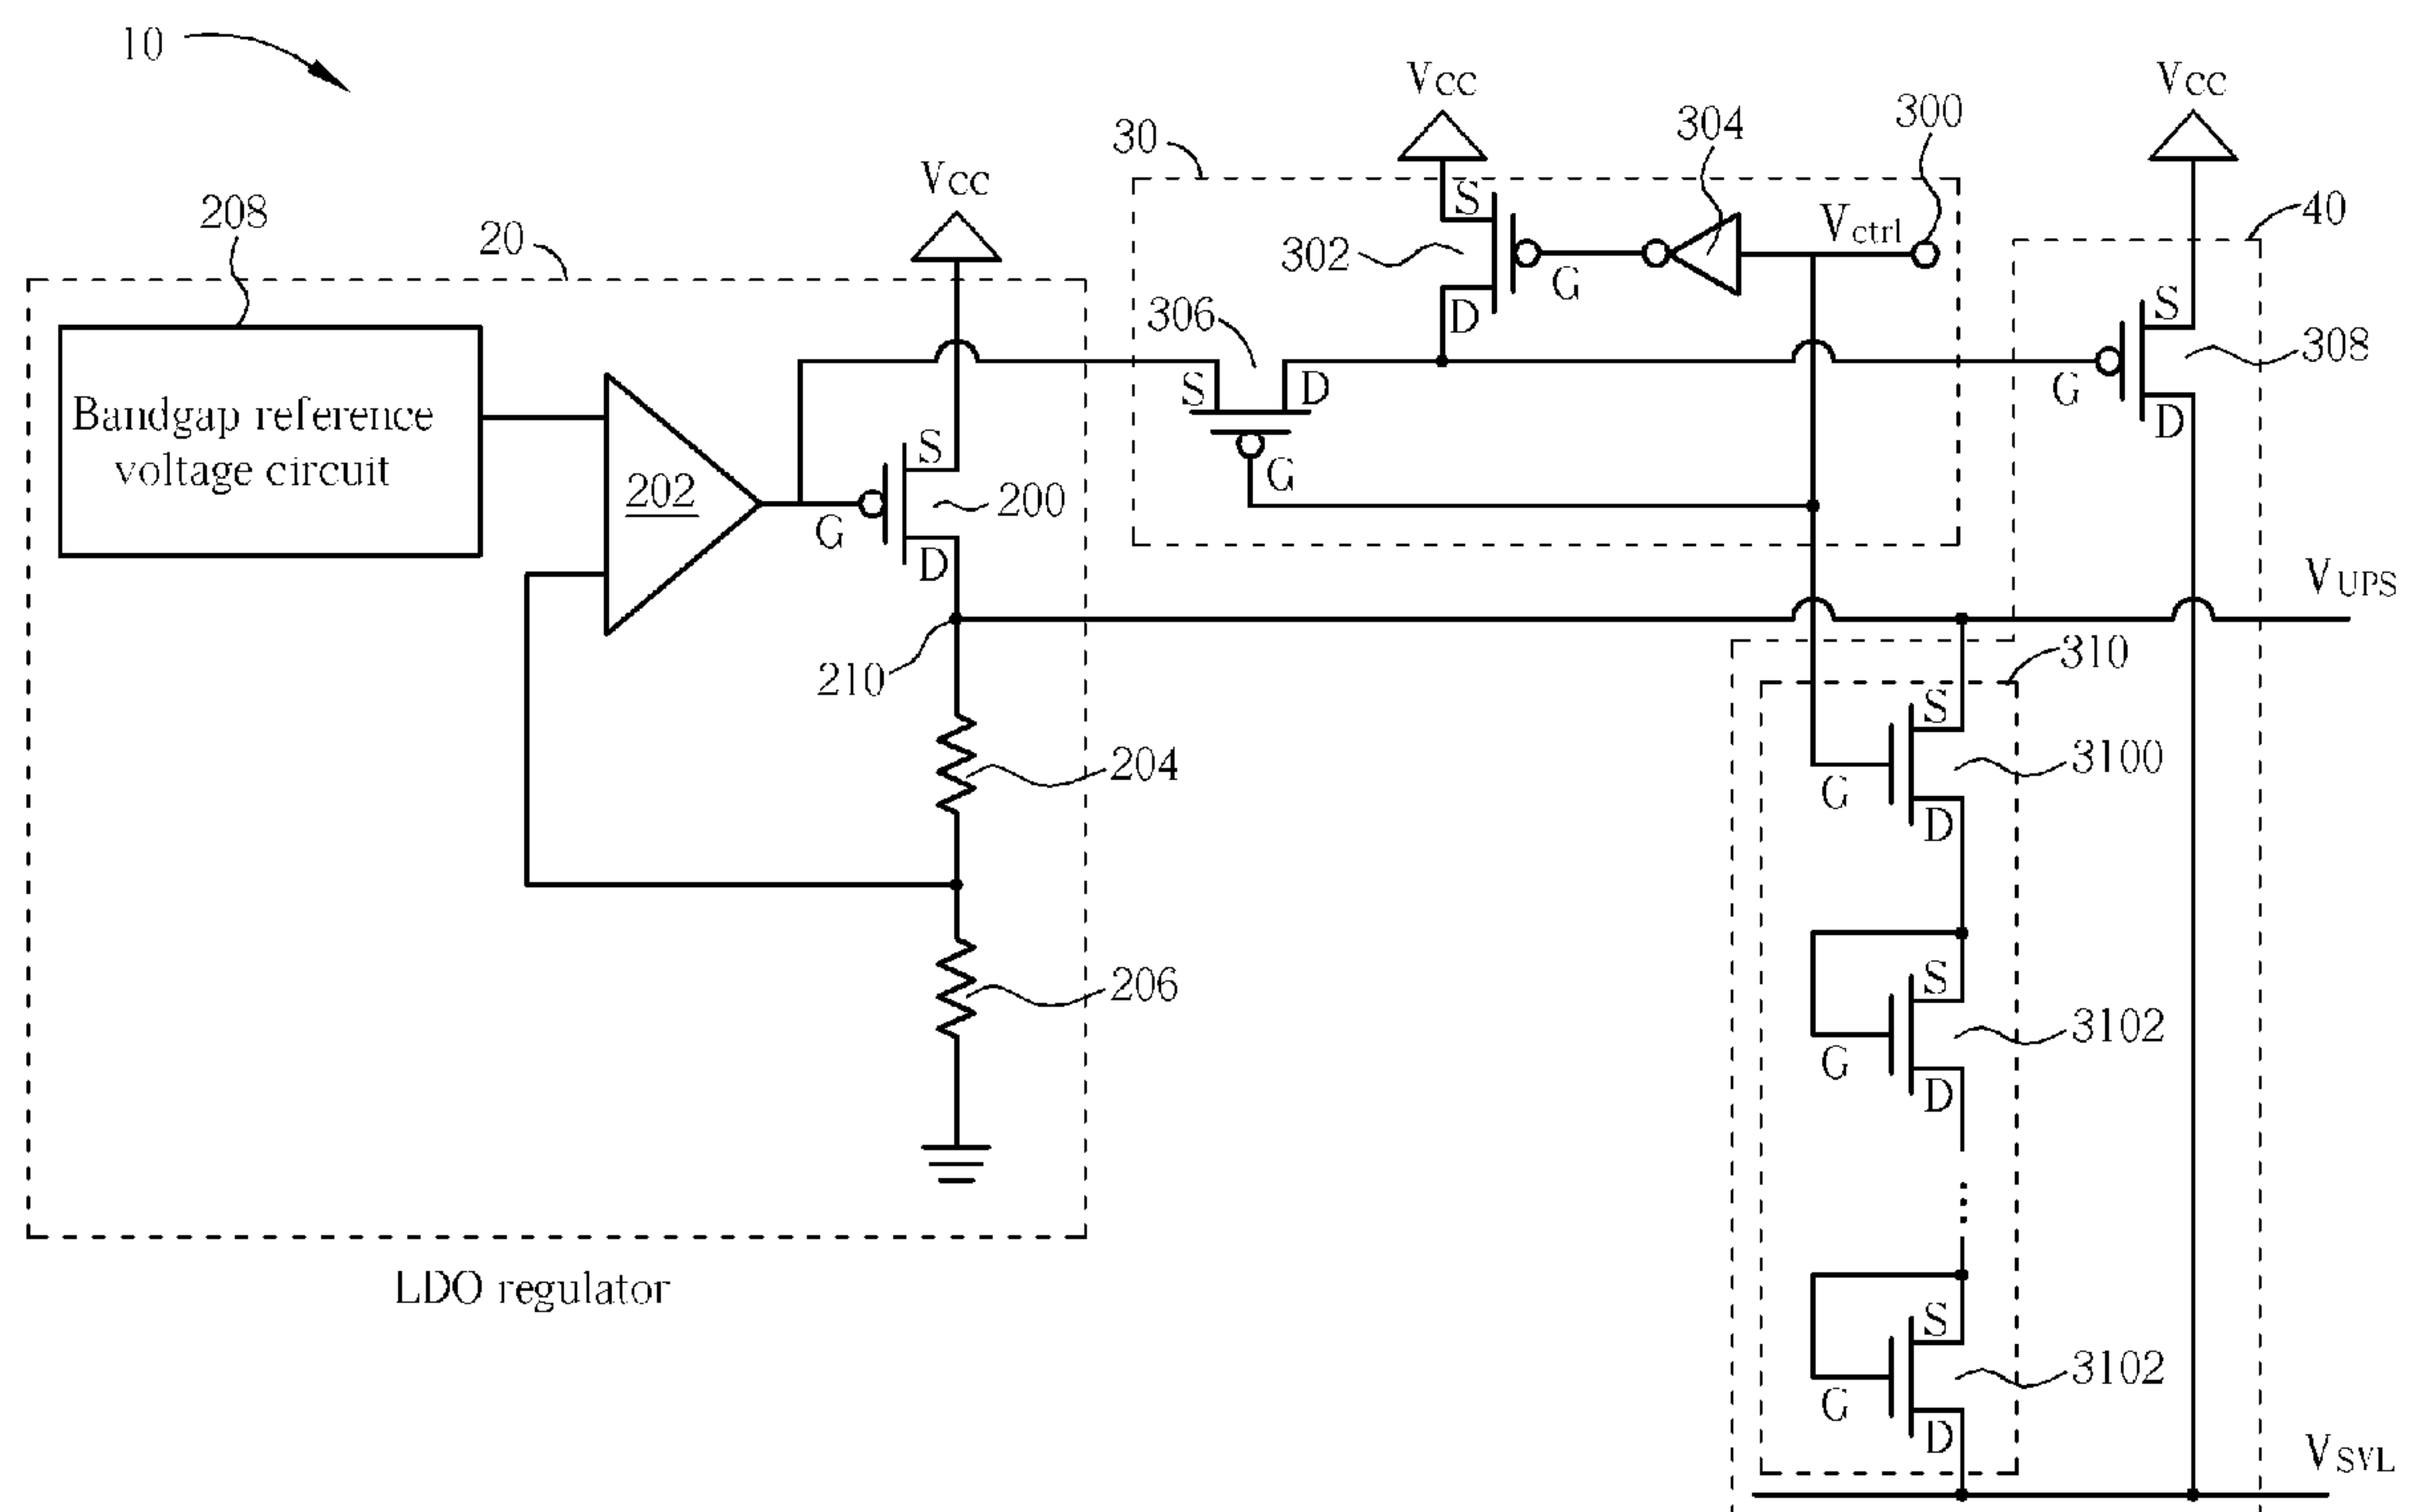 10
Vcc
Vcc
300
304
30
Vcc
208
20
S
Vctrl
40
302
G
S
D
306
308
S
D
G
D
Bandgap reference
voltage circuit
G
S
202
200
G
D
VUPS
210
310
S
204
3100
G
D
S
206
3102
G
D
LDO regulator
S
3102
G
D
VSVL